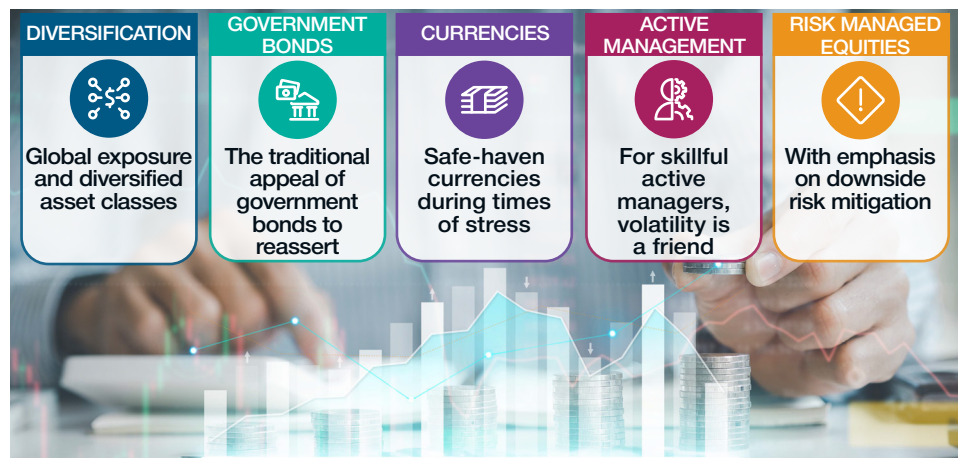 DIVERSIFICATION
Global exposure
and diversified
asset classes
GOVERNMENT
BONDS
The traditional
appeal of
government
bonds to
reassert
CURRENCIES
Safe-haven
currencies
during times
of stress
ACTIVE
MANAGEMENT
For skillful
active
managers,
volatility is
a friend
RISK MANAGED
EQUITIES
With emphasis
on downside
risk mitigation